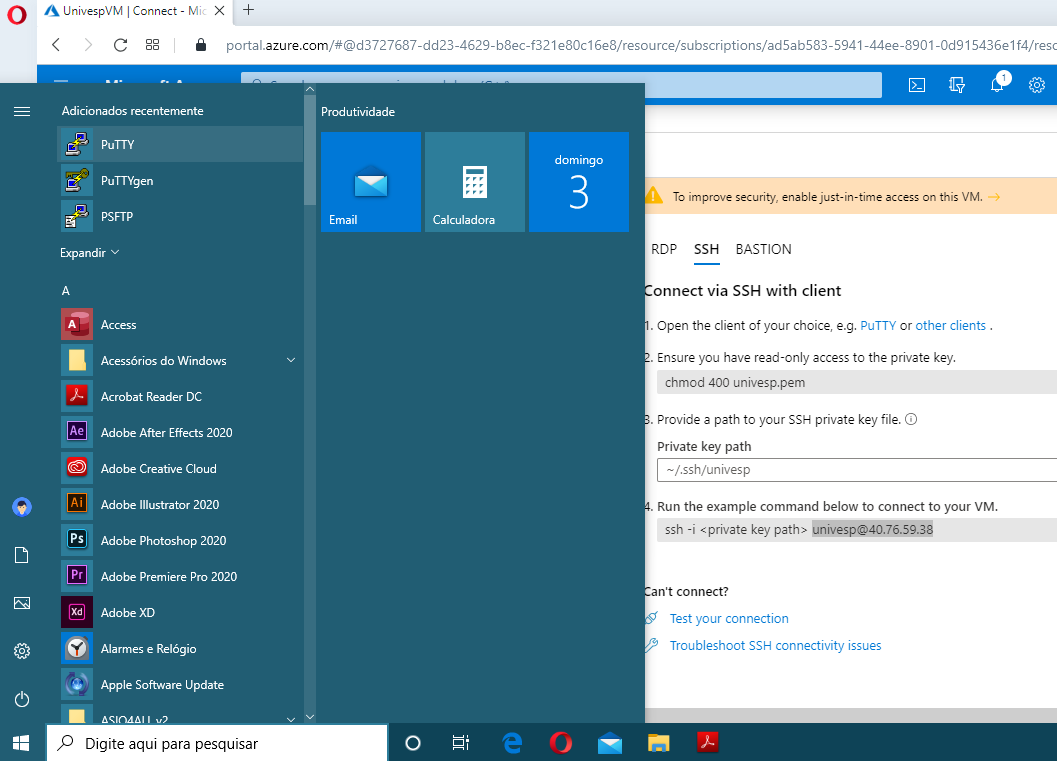 UnivespVM | Connect - Mic
portal.azure.com/#@d3727687-dd23-4629-b8ec-f321e80c16e8/resource/subscriptions/ad5ab583-5941-44ee-8901-0d915436e1f4/resc
1
Adicionados recentemente
PuTTY
PuTTYgen
PSFTP
Expandir
A
Access
Acessórios do Windows
Acrobat Reader DC
Ae
Adobe After Effects 2020
Adobe Creative Cloud
Ai
Adobe Illustrator 2020
Ps
Adobe Photoshop 2020
Pr
Adobe Premiere Pro 2020
Xd
Adobe XD
Alarmes e Relógio
Apple Software Update
ASIO4ALL v2
Produtividade
Email
Calculadora
domingo
3
To improve security, enable just-in-time access on this VM. →
RDP SSH BASTION
Connect via SSH with client
1. Open the client of your choice, e.g. PuTTY or other clients .
2. Ensure you have read-only access to the private key.
chmod 400 univesp.pem
3. Provide a path to your SSH private key file.
Private key path
~/.ssh/univesp
4. Run the example command below to connect to your VM.
ssh -i <private key path> univesp@40.76.59.38
Can't connect?
Test your connection
Troubleshoot SSH connectivity issues
Digite aqui para pesquisar